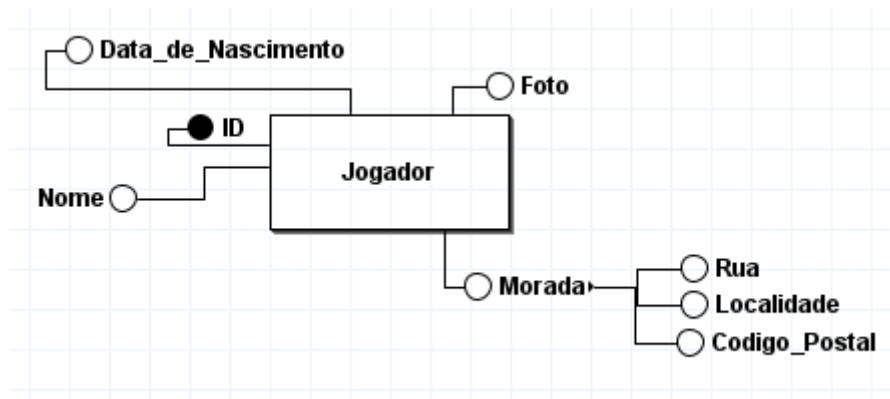 Data_de_Nascimento
Foto
ID
Jogador
Nome
Rua
Morada
Localidade
Codigo_Postal